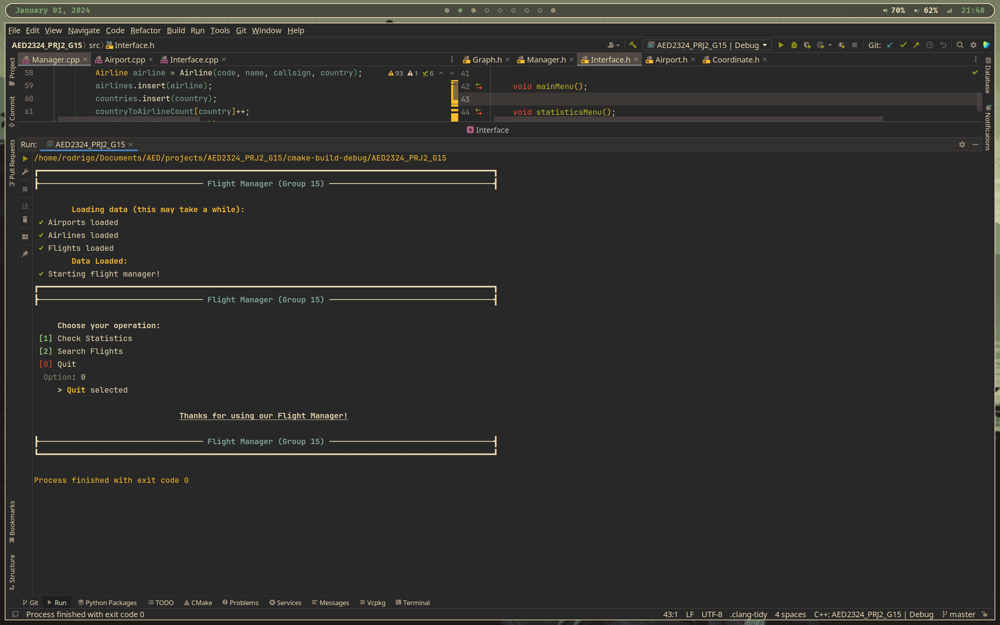 January 01, 2024
70% 62% 21:48
File Edit View Navigate Code Refactor Build Run Tools Git Window Help
AED2324_PRJ2_G15 src Interface.h
AED2324_PRJ2_G15 | Debug Git:
Manager.cpp Airport.cpp Interface.cpp
Graph.h Manager.h Interface.h Airport.h Coordinate.h
58 Airline airline = Airline(code, name, callsign, country);
93 1 6
59 airlines.insert(airline);
60 countries.insert(country);
61 countryToAirlineCount[country]++;
41
42 void mainMenu();
43
44 void statisticsMenu();
Interface
Project
Commit
Pull Requests
Bookmarks
Structure
Database
Notifications
Run: AED2324_PRJ2_G15
/home/rodrigo/Documents/AED/projects/AED2324_PRJ2_G15/cmake-build-debug/AED2324_PRJ2_G15
Flight Manager (Group 15)
Loading data (this may take a while):
✓ Airports loaded
✓ Airlines loaded
✓ Flights loaded
Data Loaded:
✓ Starting flight manager!
Flight Manager (Group 15)
Choose your operation:
[1] Check Statistics
[2] Search Flights
[0] Quit
Option: 0
> Quit selected
Thanks for using our Flight Manager!
Flight Manager (Group 15)
Process finished with exit code 0
Git Run Python Packages TODO CMake Problems Services Messages Vcpkg Terminal
Process finished with exit code 0
43:1 LF UTF-8 .clang-tidy 4 spaces C++: AED2324_PRJ2_G15 | Debug master